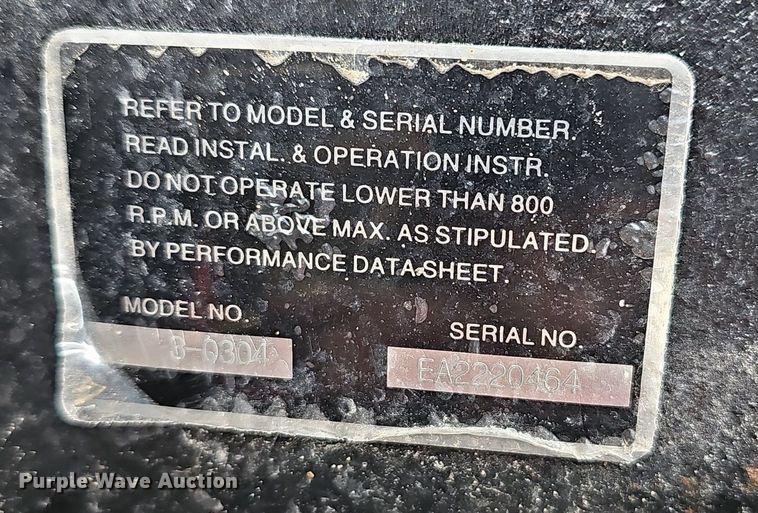 REFER TO MODEL & SERIAL NUMBER.
READ INSTAL. & OPERATION INSTR.
DO NOT OPERATE LOWER THAN 800
R.P.M. OR ABOVE MAX. AS STIPULATED.
BY PERFORMANCE DATA SHEET.
MODEL NO.
SERIAL NO.
3-0304
EA2220464
Purple Wave Auction